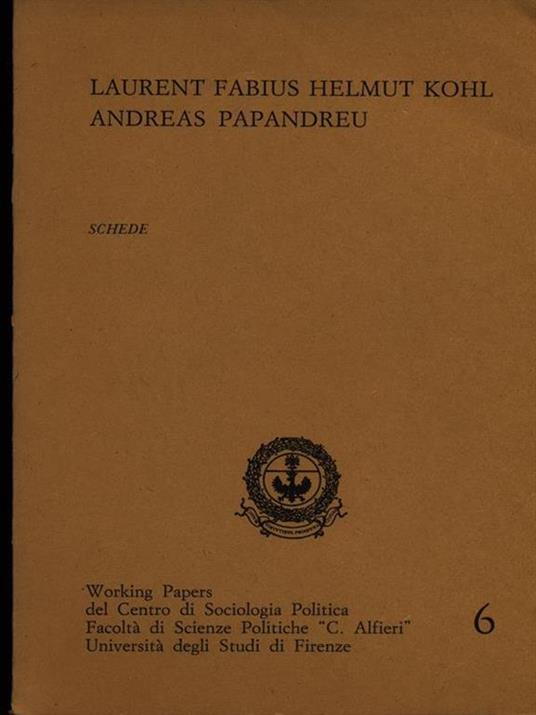 LAURENT FABIUS HELMUT KOHL
ANDREAS PAPANDREU
SCHEDE
Working Papers
del Centro di Sociologia Politica
Facoltà di Scienze Politiche "C. Alfieri"
Università degli Studi di Firenze
6